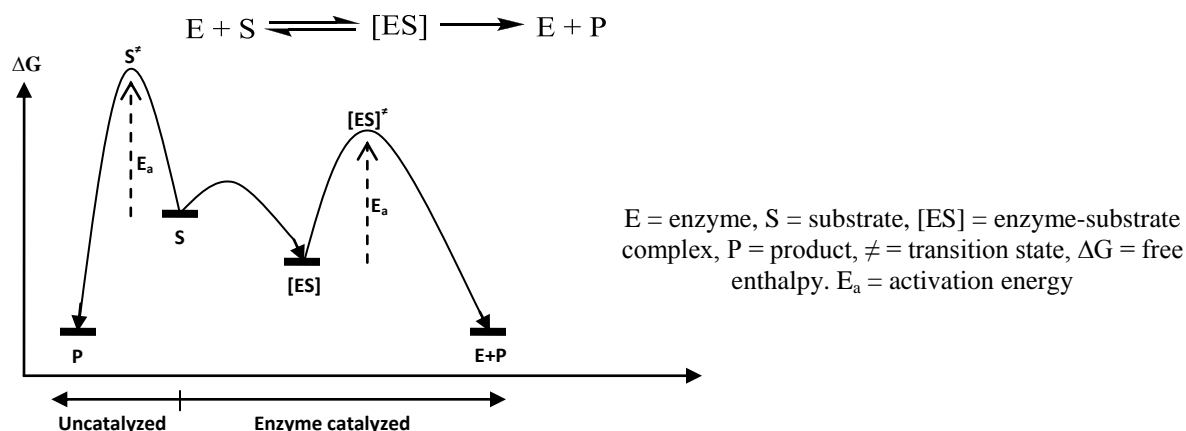 E + S ⇌ [ES] ⟶ E + P
S≠
ΔG
[ES]≠
Eₐ
Eₐ
S
[ES]
P
E+P
Uncatalyzed
Enzyme catalyzed
E = enzyme, S = substrate, [ES] = enzyme-substrate
complex, P = product, ≠ = transition state, ΔG = free
enthalpy. Eₐ = activation energy